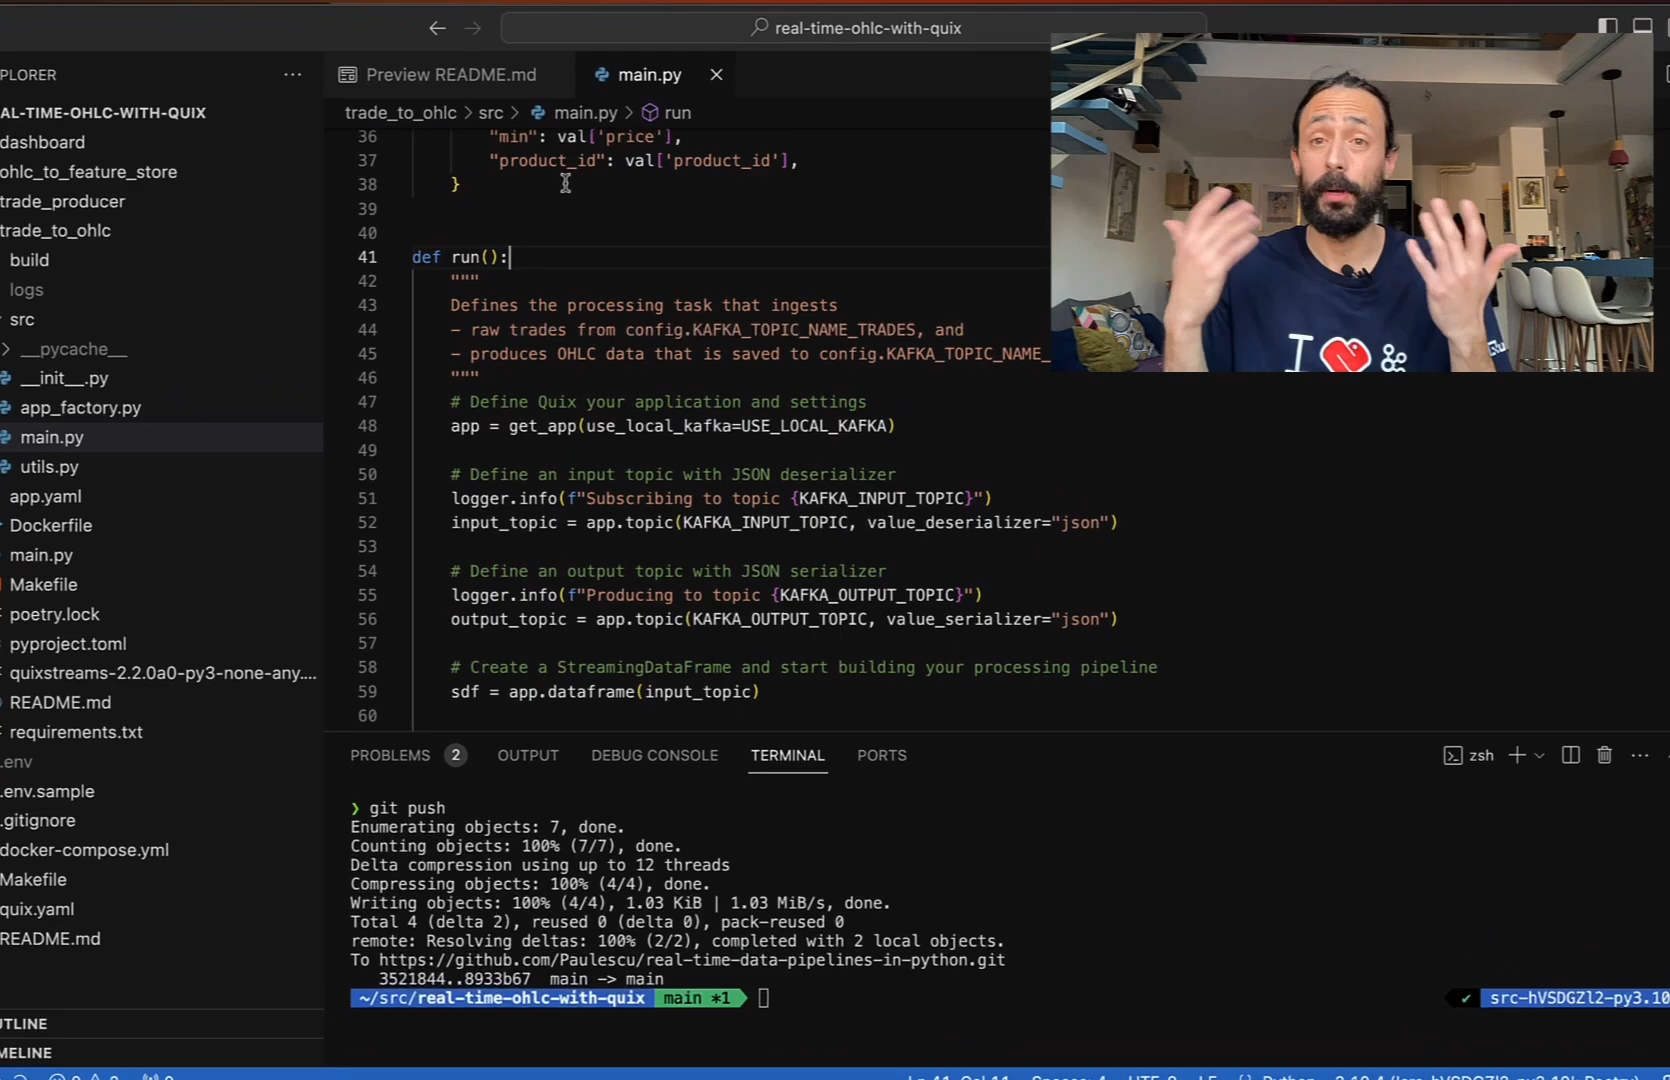 real-time-ohlc-with-quix
PLORER
AL-TIME-OHLC-WITH-QUIX
dashboard
ohlc_to_feature_store
trade_producer
trade_to_ohlc
build
logs
src
__pycache__
__init__.py
app_factory.py
main.py
utils.py
app.yaml
Dockerfile
main.py
Makefile
poetry.lock
pyproject.toml
quixstreams-2.2.0a0-py3-none-any....
README.md
requirements.txt
.env
.env.sample
.gitignore
docker-compose.yml
Makefile
quix.yaml
README.md
UTLINE
MELINE
Preview README.md
main.py
trade_to_ohlc > src > main.py > run
36 "min": val['price'],
37 "product_id": val['product_id'],
38 }
39
40
41 def run():
42 """
43 Defines the processing task that ingests
44 - raw trades from config.KAFKA_TOPIC_NAME_TRADES, and
45 - produces OHLC data that is saved to config.KAFKA_TOPIC_NAME_
46 """
47 # Define Quix your application and settings
48 app = get_app(use_local_kafka=USE_LOCAL_KAFKA)
49
50 # Define an input topic with JSON deserializer
51 logger.info(f"Subscribing to topic {KAFKA_INPUT_TOPIC}")
52 input_topic = app.topic(KAFKA_INPUT_TOPIC, value_deserializer="json")
53
54 # Define an output topic with JSON serializer
55 logger.info(f"Producing to topic {KAFKA_OUTPUT_TOPIC}")
56 output_topic = app.topic(KAFKA_OUTPUT_TOPIC, value_serializer="json")
57
58 # Create a StreamingDataFrame and start building your processing pipeline
59 sdf = app.dataframe(input_topic)
60
I
PROBLEMS 2 OUTPUT DEBUG CONSOLE TERMINAL PORTS
zsh
❯ git push
Enumerating objects: 7, done.
Counting objects: 100% (7/7), done.
Delta compression using up to 12 threads
Compressing objects: 100% (4/4), done.
Writing objects: 100% (4/4), 1.03 KiB | 1.03 MiB/s, done.
Total 4 (delta 2), reused 0 (delta 0), pack-reused 0
remote: Resolving deltas: 100% (2/2), completed with 2 local objects.
To https://github.com/Paulescu/real-time-data-pipelines-in-python.git
3521844..8933b67 main -> main
~/src/real-time-ohlc-with-quix main *1
src-hVSDGZl2-py3.10